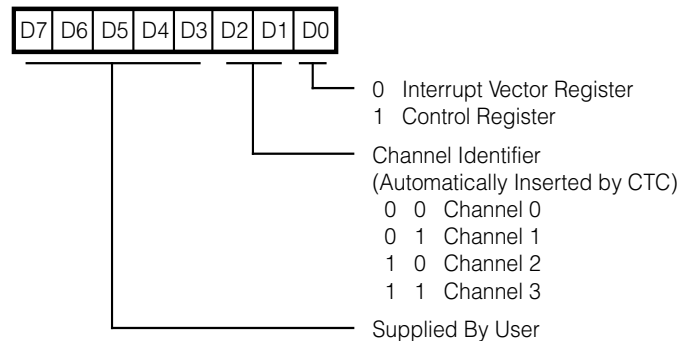 D7 D6 D5 D4 D3 D2 D1 D0
0 Interrupt Vector Register
1 Control Register
Channel Identifier
(Automatically Inserted by CTC)
0 0 Channel 0
0 1 Channel 1
1 0 Channel 2
1 1 Channel 3
Supplied By User